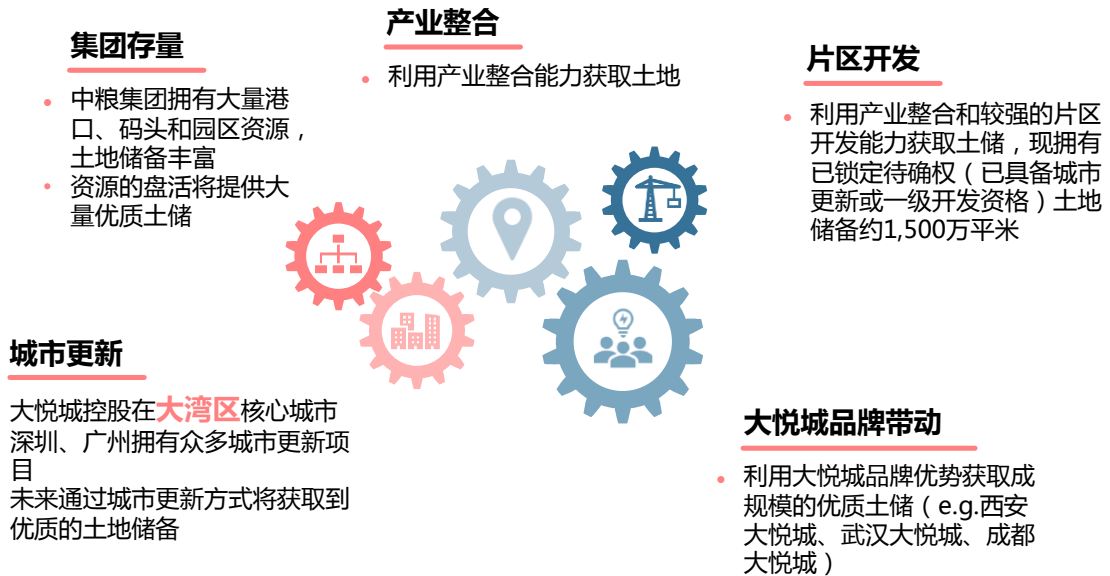 集团存量
• 中粮集团拥有大量港
口、码头和园区资源，
土地储备丰富
• 资源的盘活将提供大
量优质土储
产业整合
• 利用产业整合能力获取土地
片区开发
• 利用产业整合和较强的片区
开发能力获取土储，现拥有
已锁定待确权（已具备城市
更新或一级开发资格）土地
储备约1,500万平米
城市更新
大悦城控股在大湾区核心城市
深圳、广州拥有众多城市更新项
目
未来通过城市更新方式将获取到
优质的土地储备
大悦城品牌带动
• 利用大悦城品牌优势获取成
规模的优质土储（e.g.西安
大悦城、武汉大悦城、成都
大悦城）